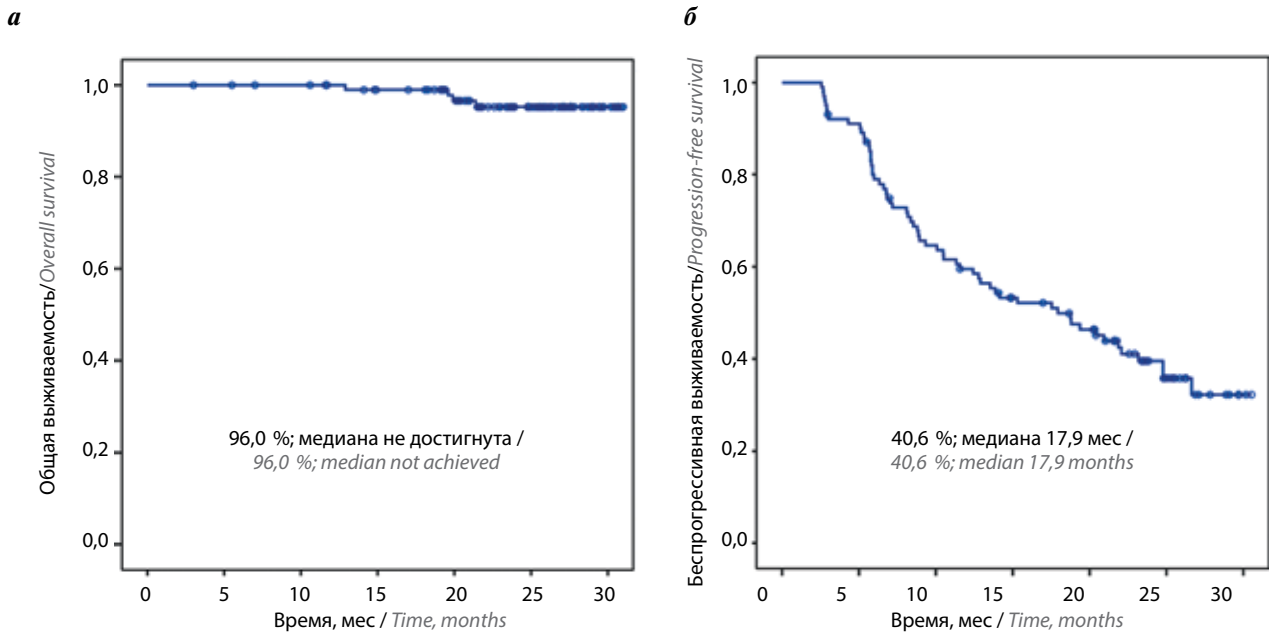 а
Общая выживаемость/Overall survival
1,0
0,8
0,6
0,4
0,2
0,0
96,0 %; медиана не достигнута /
96,0 %; median not achieved
0 5 10 15 20 25 30
Время, мес / Time, months
б
Беспрогрессивная выживаемость/Progression-free survival
1,0
0,8
0,6
0,4
0,2
0,0
40,6 %; медиана 17,9 мес /
40,6 %; median 17,9 months
0 5 10 15 20 25 30
Время, мес / Time, months